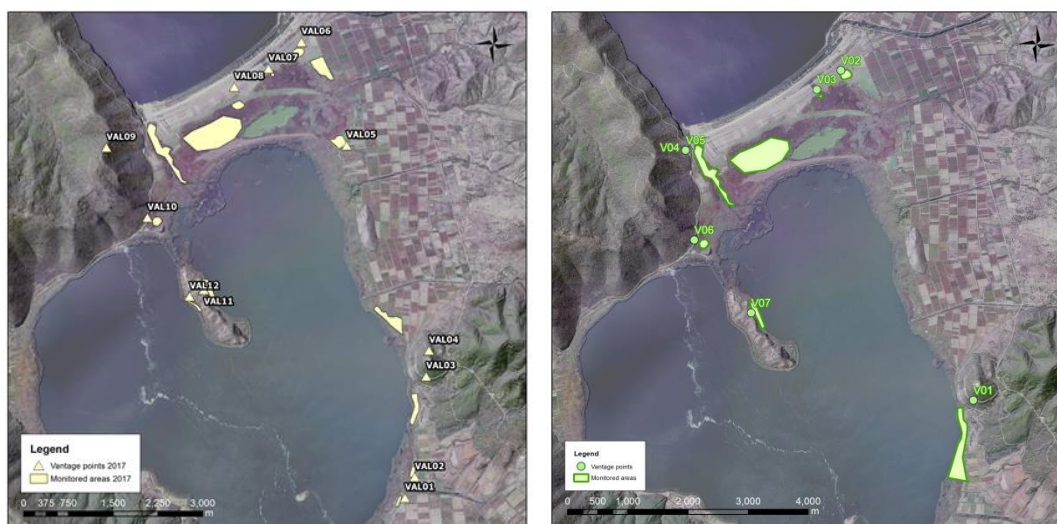 VAL06
VAL07
VAL08
VAL09
VAL05
VAL10
VAL12
VAL11
VAL04
VAL03
VAL02
VAL01
Legend
Vantage points 2017
Monitored areas 2017
0 375 750 1,500 2,250 3,000
m
V02
V03
V04 V05
V06
V07
V01
Legend
Vantage points
Monitored areas
0 500 1,000 2,000 3,000 4,000
m